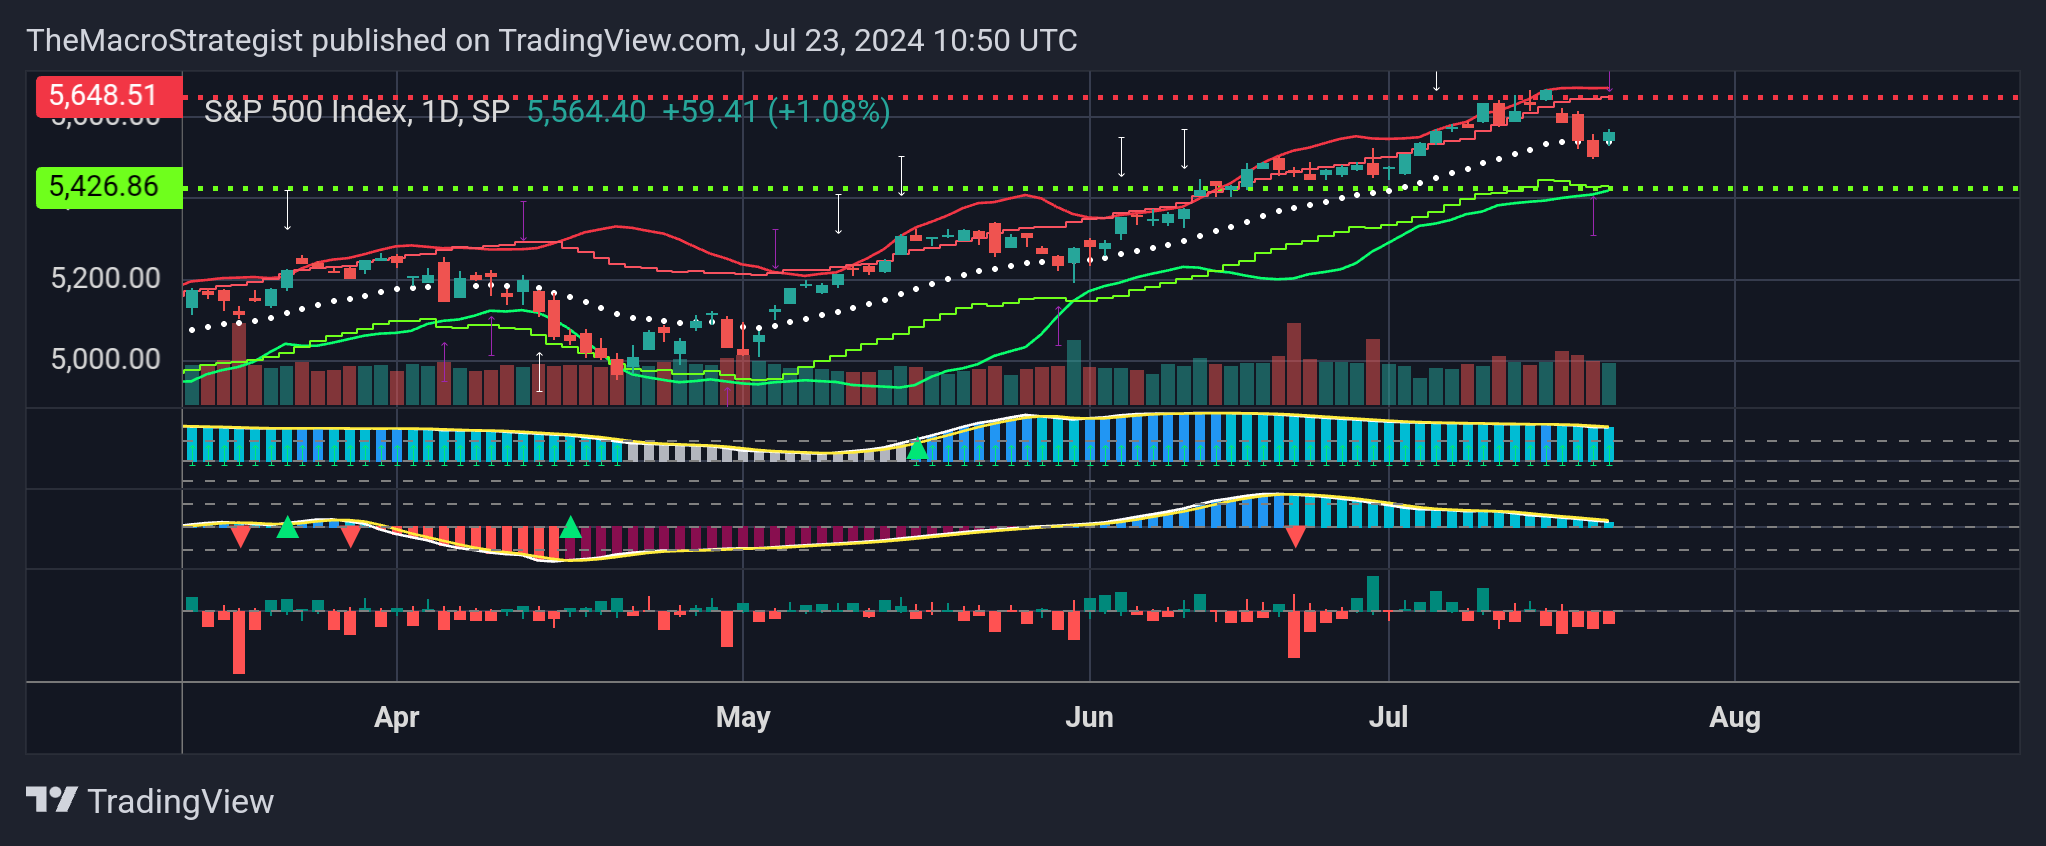 TheMacroStrategist published on TradingView.com, Jul 23, 2024 10:50 UTC
5,648.51
S&P 500 Index, 1D, SP 5,564.40 +59.41 (+1.08%)
5,426.86
5,200.00
5,000.00
Apr May Jun Jul Aug
TradingView